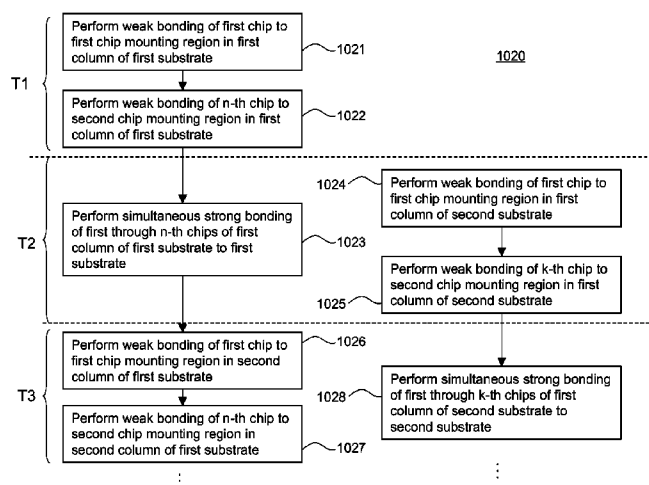 Perform weak bonding of first chip to
first chip mounting region in first
column of first substrate
1021
1020
T1
Perform weak bonding of n-th chip to
second chip mounting region in first
column of first substrate
1022
1024
Perform weak bonding of first chip to
first chip mounting region in first
column of second substrate
T2
Perform simultaneous strong bonding
of first through n-th chips of first
column of first substrate to first
substrate
1023
Perform weak bonding of k-th chip to
second chip mounting region in first
column of second substrate
1025
Perform weak bonding of first chip to
first chip mounting region in second
column of first substrate
1026
T3
1028
Perform simultaneous strong bonding
of first through k-th chips of first
column of second substrate to
second substrate
Perform weak bonding of n-th chip to
second chip mounting region in
second column of first substrate
1027